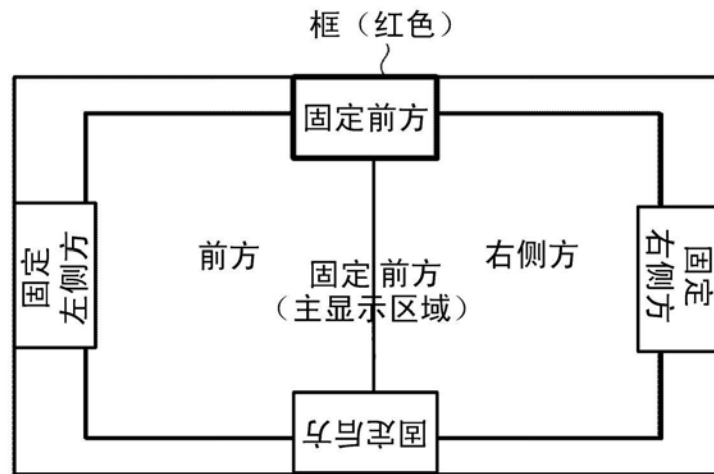 框（红色）
固定前方
固定
左侧方
前方
固定前方
（主显示区域）
右侧方
固定
右侧方
固定后方